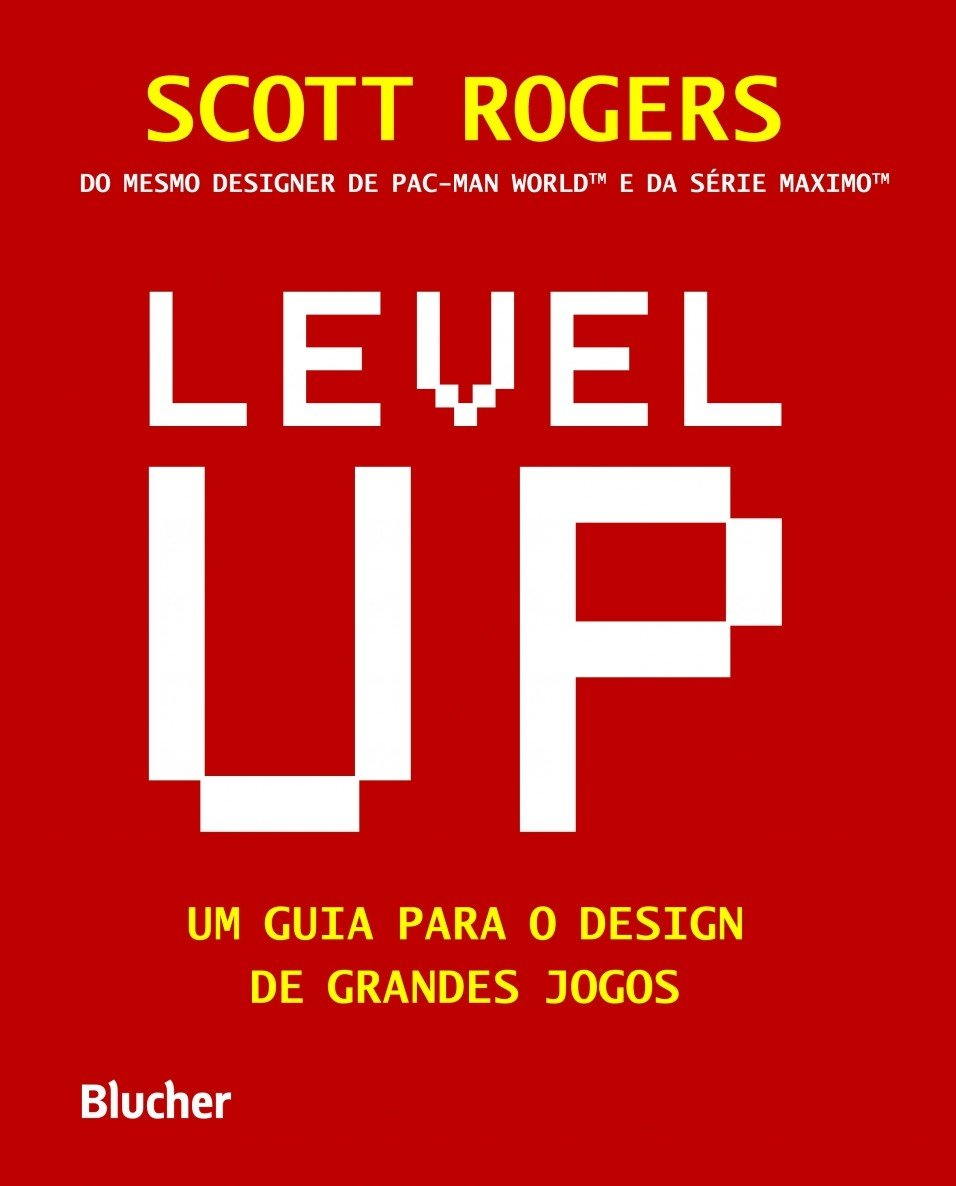 SCOTT ROGERS
DO MESMO DESIGNER DE PAC-MAN WORLD™ E DA SÉRIE MAXIMO™
LEVEL
UP
UM GUIA PARA O DESIGN
DE GRANDES JOGOS
Blucher